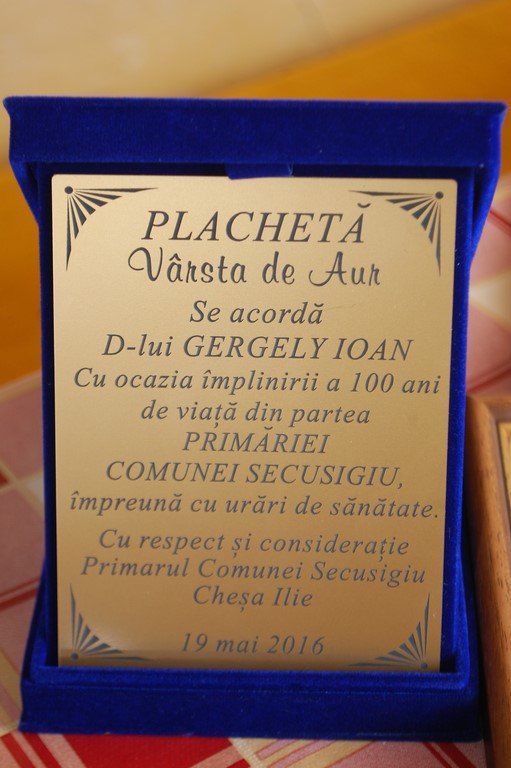 PLACHETĂ
Vârsta de Aur
Se acordă
D-lui GERGELY IOAN
Cu ocazia împlinirii a 100 ani
de viață din partea
PRIMĂRIEI
COMUNEI SECUSIGIU,
împreună cu urări de sănătate.
Cu respect și considerație
Primarul Comunei Secusigiu
Cheșa Ilie
19 mai 2016